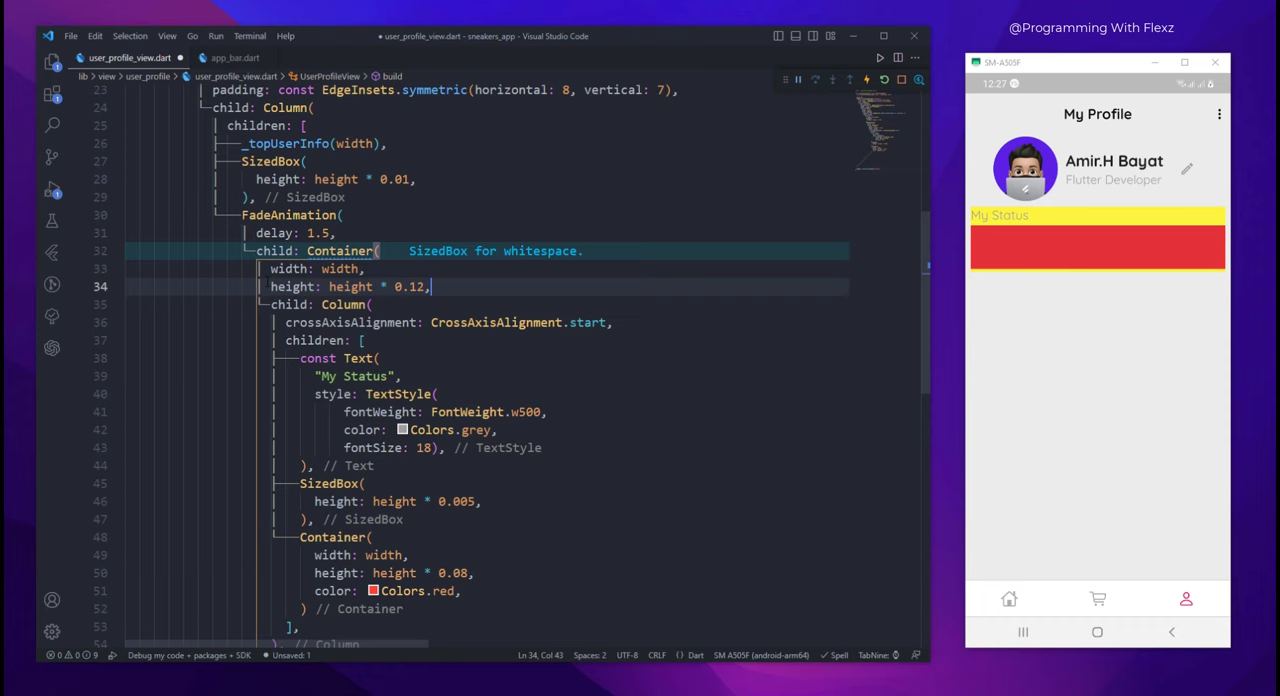 @Programming With Flexz
File Edit Selection View Go Run Terminal Help
● user_profile_view.dart - sneakers_app - Visual Studio Code
user_profile_view.dart ●
app_bar.dart
lib > view > user_profile > user_profile_view.dart > UserProfileView > build
23 padding: const EdgeInsets.symmetric(horizontal: 8, vertical: 7),
24 child: Column(
25 children: [
26 _topUserInfo(width),
27 SizedBox(
28 height: height * 0.01,
29 ), // SizedBox
30 FadeAnimation(
31 delay: 1.5,
32 child: Container( SizedBox for whitespace.
33 width: width,
34 height: height * 0.12,
35 child: Column(
36 crossAxisAlignment: CrossAxisAlignment.start,
37 children: [
38 const Text(
39 "My Status",
40 style: TextStyle(
41 fontWeight: FontWeight.w500,
42 color: Colors.grey,
43 fontSize: 18), // TextStyle
44 ), // Text
45 SizedBox(
46 height: height * 0.005,
47 ), // SizedBox
48 Container(
49 width: width,
50 height: height * 0.08,
51 color: Colors.red,
52 ) // Container
53 ],
54 ), // Column
0 0 9 Debug my code + packages + SDK ● Unsaved: 1 Ln 34, Col 43 Spaces: 2 UTF-8 CRLF {} Dart SM A505F (android-arm64) Spell TabNine:
1
1
SM-A505F
12:27
My Profile
Amir.H Bayat
Flutter Developer
My Status